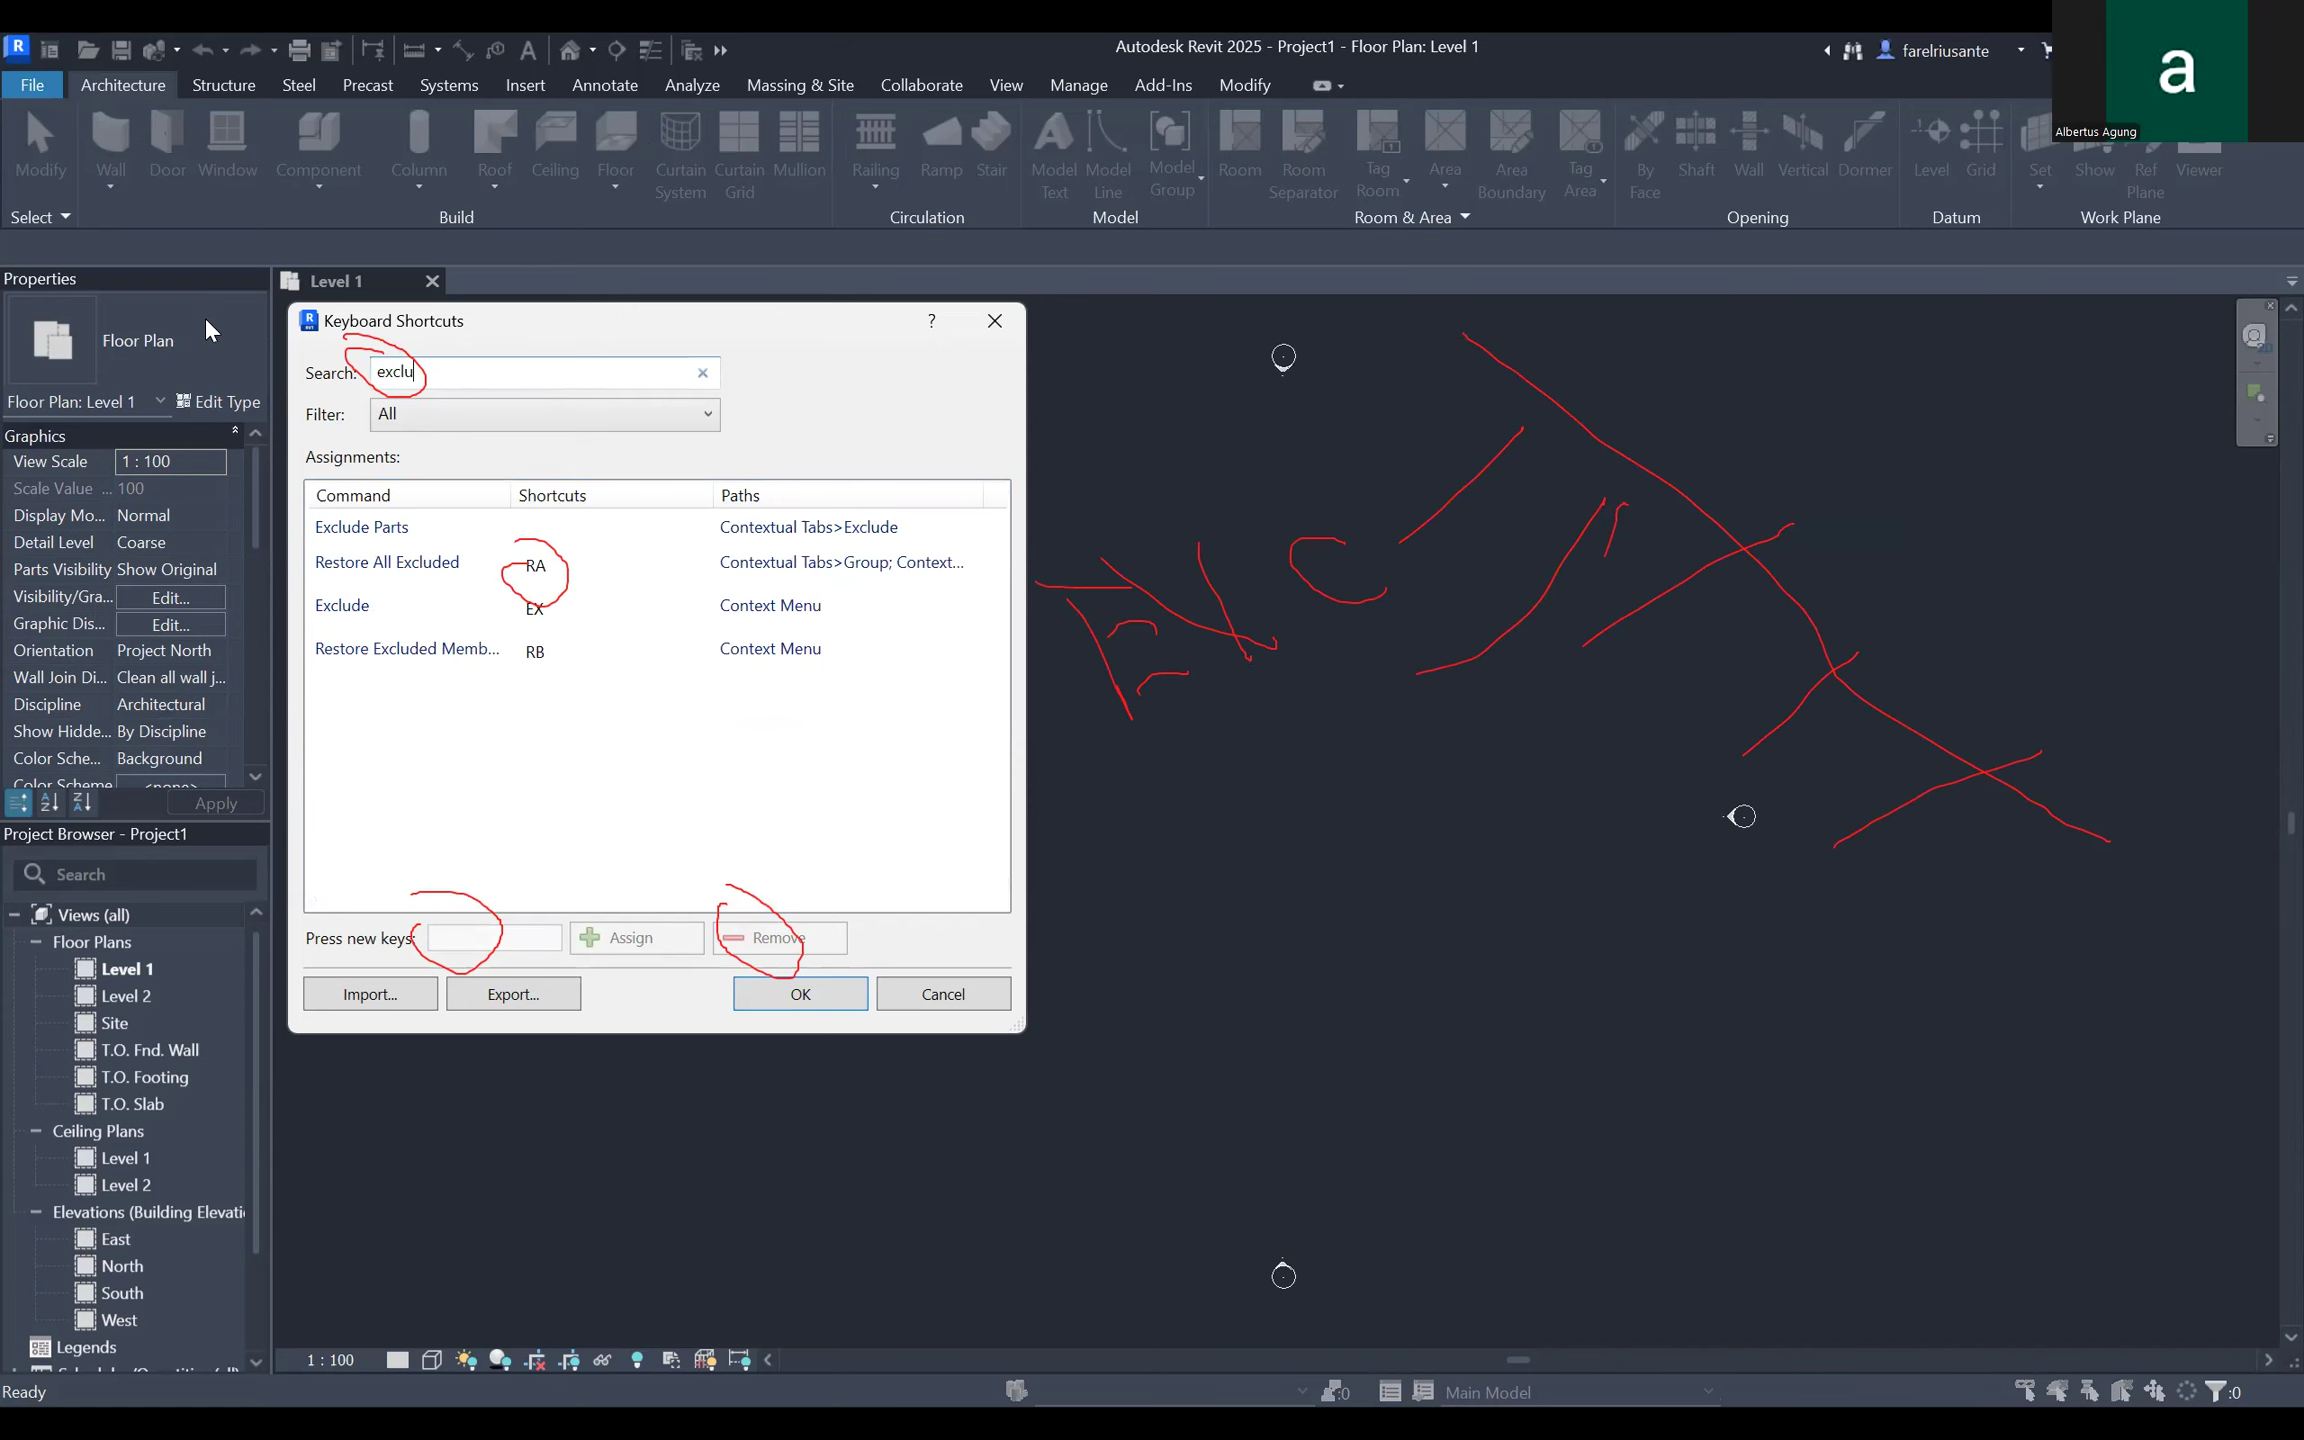 Autodesk Revit 2025 - Project1 - Floor Plan: Level 1
farelriusante
a
Albertus Agung
File Architecture Structure Steel Precast Systems Insert Annotate Analyze Massing & Site Collaborate View Manage Add-Ins Modify
Modify Wall Door Window Component Column Roof Ceiling Floor Curtain System Curtain Grid Mullion Railing Ramp Stair Model Text Model Line Model Group Room Room Separator Tag Room Area Area Boundary Tag Area By Face Shaft Wall Vertical Dormer Level Grid Set Show Ref Plane Viewer
Select Build Circulation Model Room & Area Opening Datum Work Plane
Properties
Level 1
Floor Plan
Floor Plan: Level 1 Edit Type
Graphics
View Scale 1 : 100
Scale Value ... 100
Display Mo... Normal
Detail Level Coarse
Parts Visibility Show Original
Visibility/Gra... Edit...
Graphic Dis... Edit...
Orientation Project North
Wall Join Di... Clean all wall j...
Discipline Architectural
Show Hidde... By Discipline
Color Sche... Background
Color Scheme <none>
Apply
Project Browser - Project1
Search
Views (all)
Floor Plans
Level 1
Level 2
Site
T.O. Fnd. Wall
T.O. Footing
T.O. Slab
Ceiling Plans
Level 1
Level 2
Elevations (Building Elevati
East
North
South
West
Legends
Keyboard Shortcuts
?
Search: exclu
Filter: All
Assignments:
Command Shortcuts Paths
Exclude Parts Contextual Tabs>Exclude
Restore All Excluded RA Contextual Tabs>Group; Context...
Exclude EX Context Menu
Restore Excluded Memb... RB Context Menu
Press new keys: Assign Remove
Import... Export... OK Cancel
1 : 100
Ready
:0
Main Model
:0